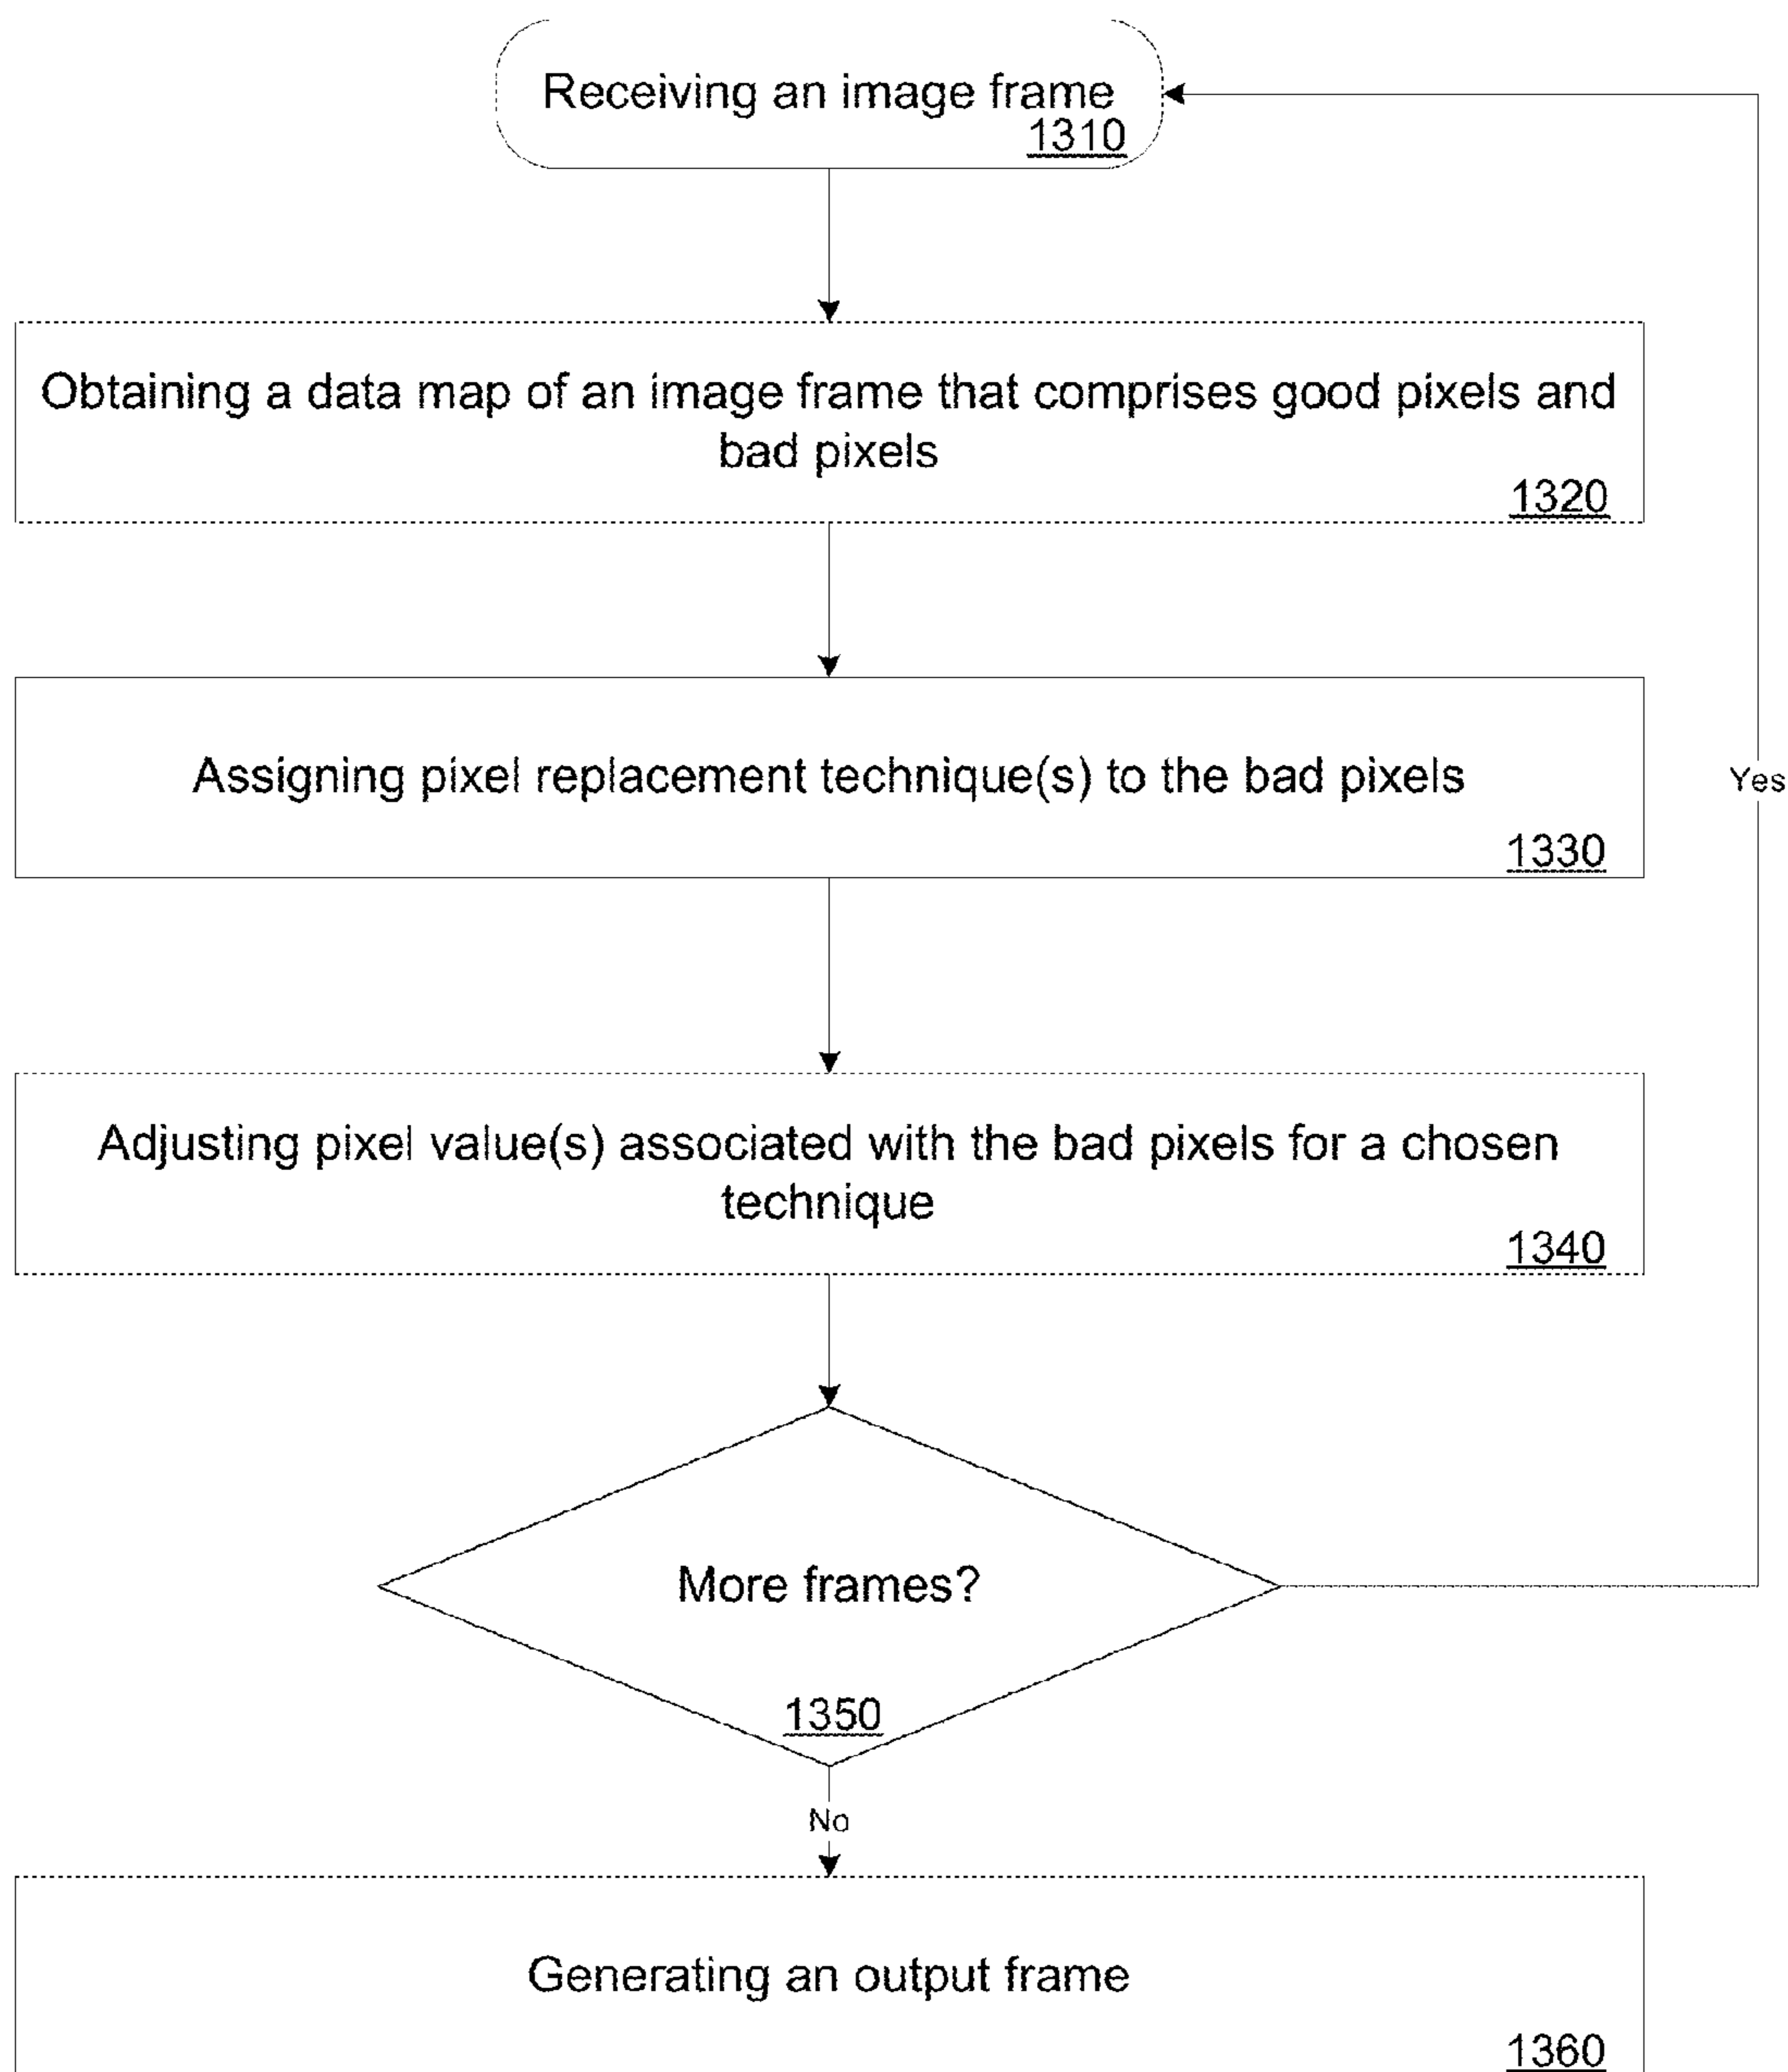 Receiving an image frame
1310
Obtaining a data map of an image frame that comprises good pixels and
bad pixels
1320
Assigning pixel replacement technique(s) to the bad pixels
1330
Yes
Adjusting pixel value(s) associated with the bad pixels for a chosen
technique
1340
More frames?
1350
No
Generating an output frame
1360